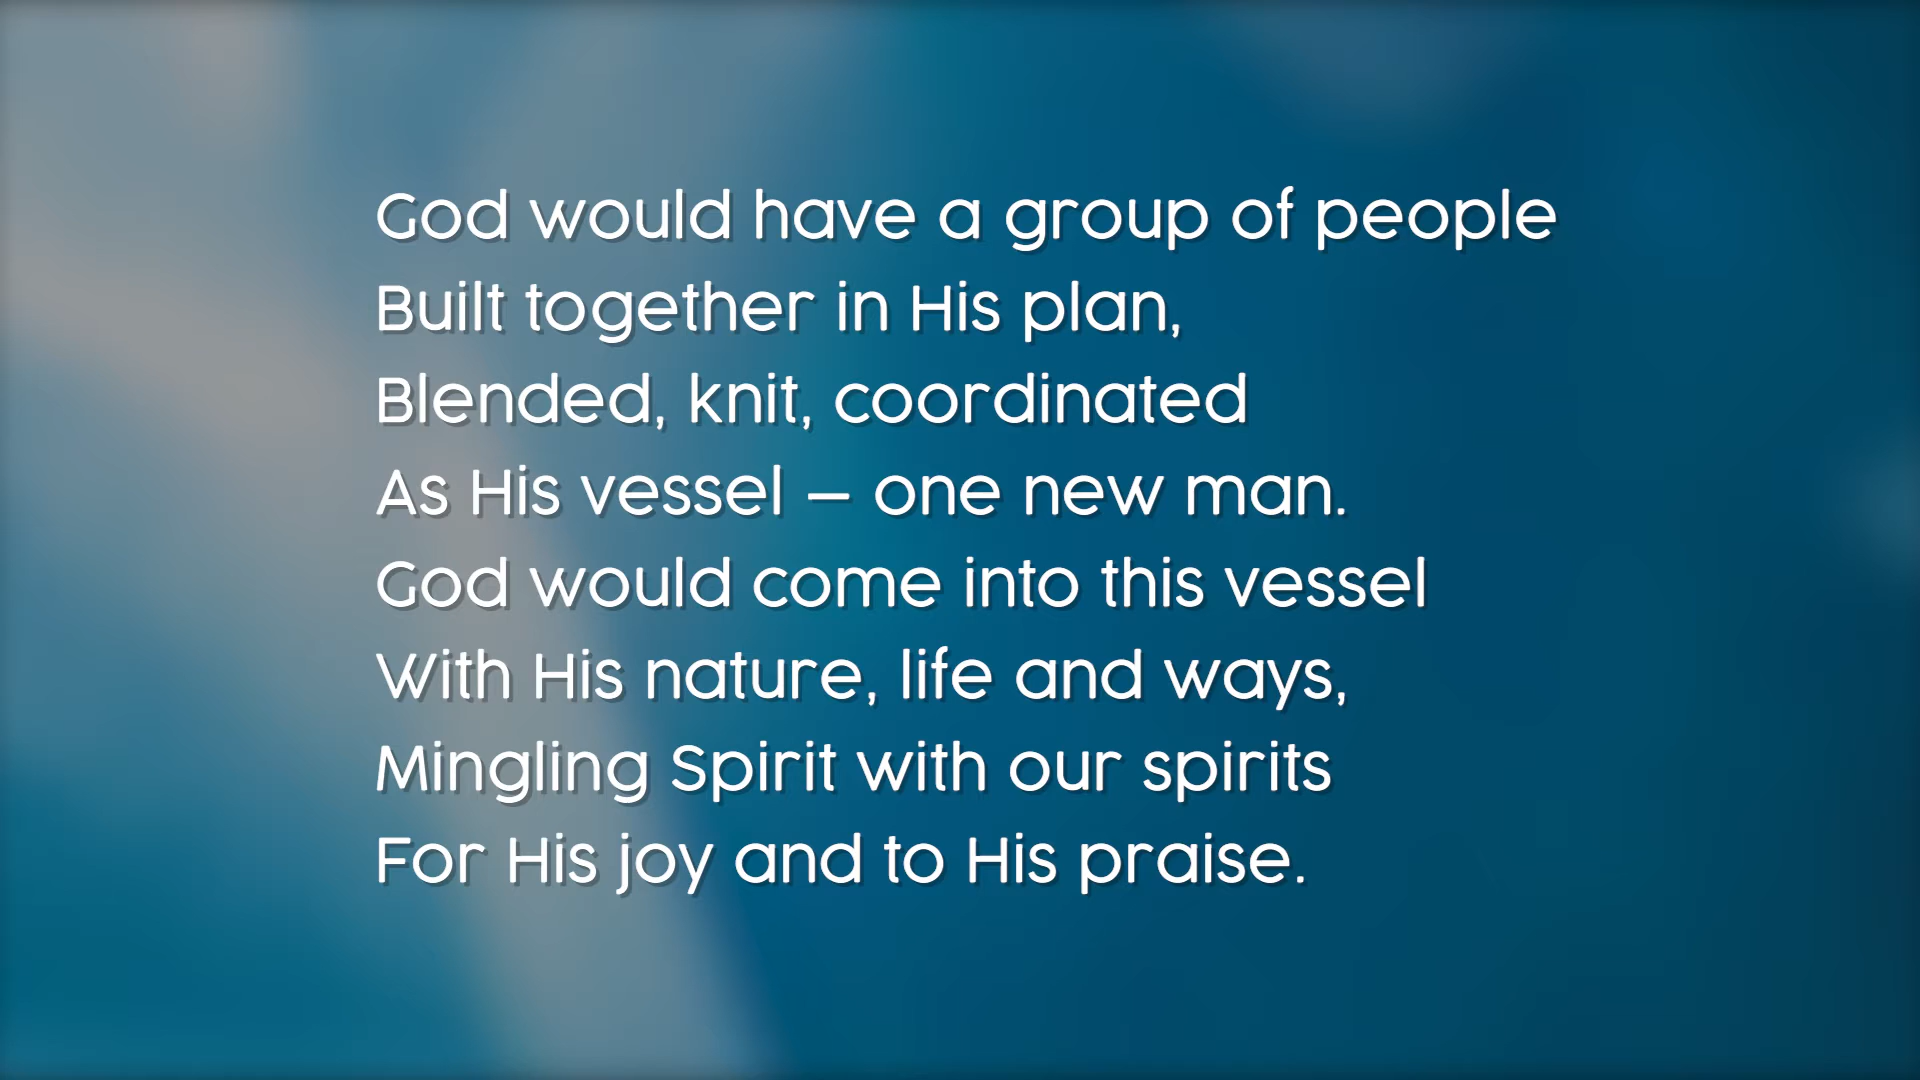 God would have a group of people
Built together in His plan,
Blended, knit, coordinated
As His vessel – one new man.
God would come into this vessel
With His nature, life and ways,
Mingling Spirit with our spirits
For His joy and to His praise.